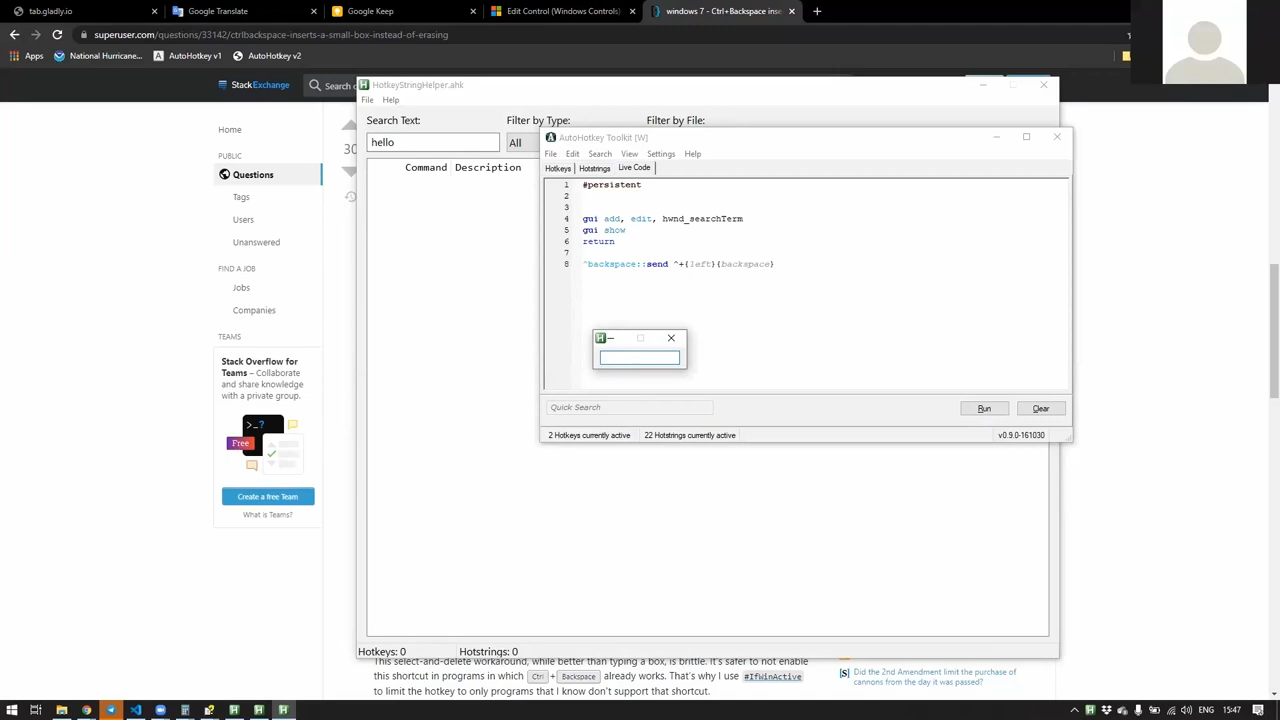 tab.gladly.io
Google Translate
Google Keep
Edit Control (Windows Controls)
windows 7 - Ctrl+Backspace inse
superuser.com/questions/33142/ctrlbackspace-inserts-a-small-box-instead-of-erasing
Apps
National Hurricane...
AutoHotkey v1
AutoHotkey v2
StackExchange
Search
HotkeyStringHelper.ahk
File Help
Search Text:
Filter by Type:
Filter by File:
hello
All
Command Description
Home
PUBLIC
Questions
Tags
Users
Unanswered
FIND A JOB
Jobs
Companies
TEAMS
Stack Overflow for
Teams – Collaborate
and share knowledge
with a private group.
>_?
Free
Create a free Team
What is Teams?
30
AutoHotkey Toolkit [W]
File Edit Search View Settings Help
Hotkeys Hotstrings Live Code
1 #persistent
2
3
4 gui add, edit, hwnd_searchTerm
5 gui show
6 return
7
8 ^backspace::send ^+{left}{backspace}
Quick Search
Run
Clear
2 Hotkeys currently active
22 Hotstrings currently active
v0.9.0-161030
Hotkeys: 0
Hotstrings: 0
This select-and-delete workaround, while better than typing a box, is brittle. It's safer to not enable
this shortcut in programs in which Ctrl + Backspace already works. That's why I use #IfWinActive
to limit the hotkey to only programs that I know don't support that shortcut.
Did the 2nd Amendment limit the purchase of
cannons from the day it was passed?
ENG
15:47